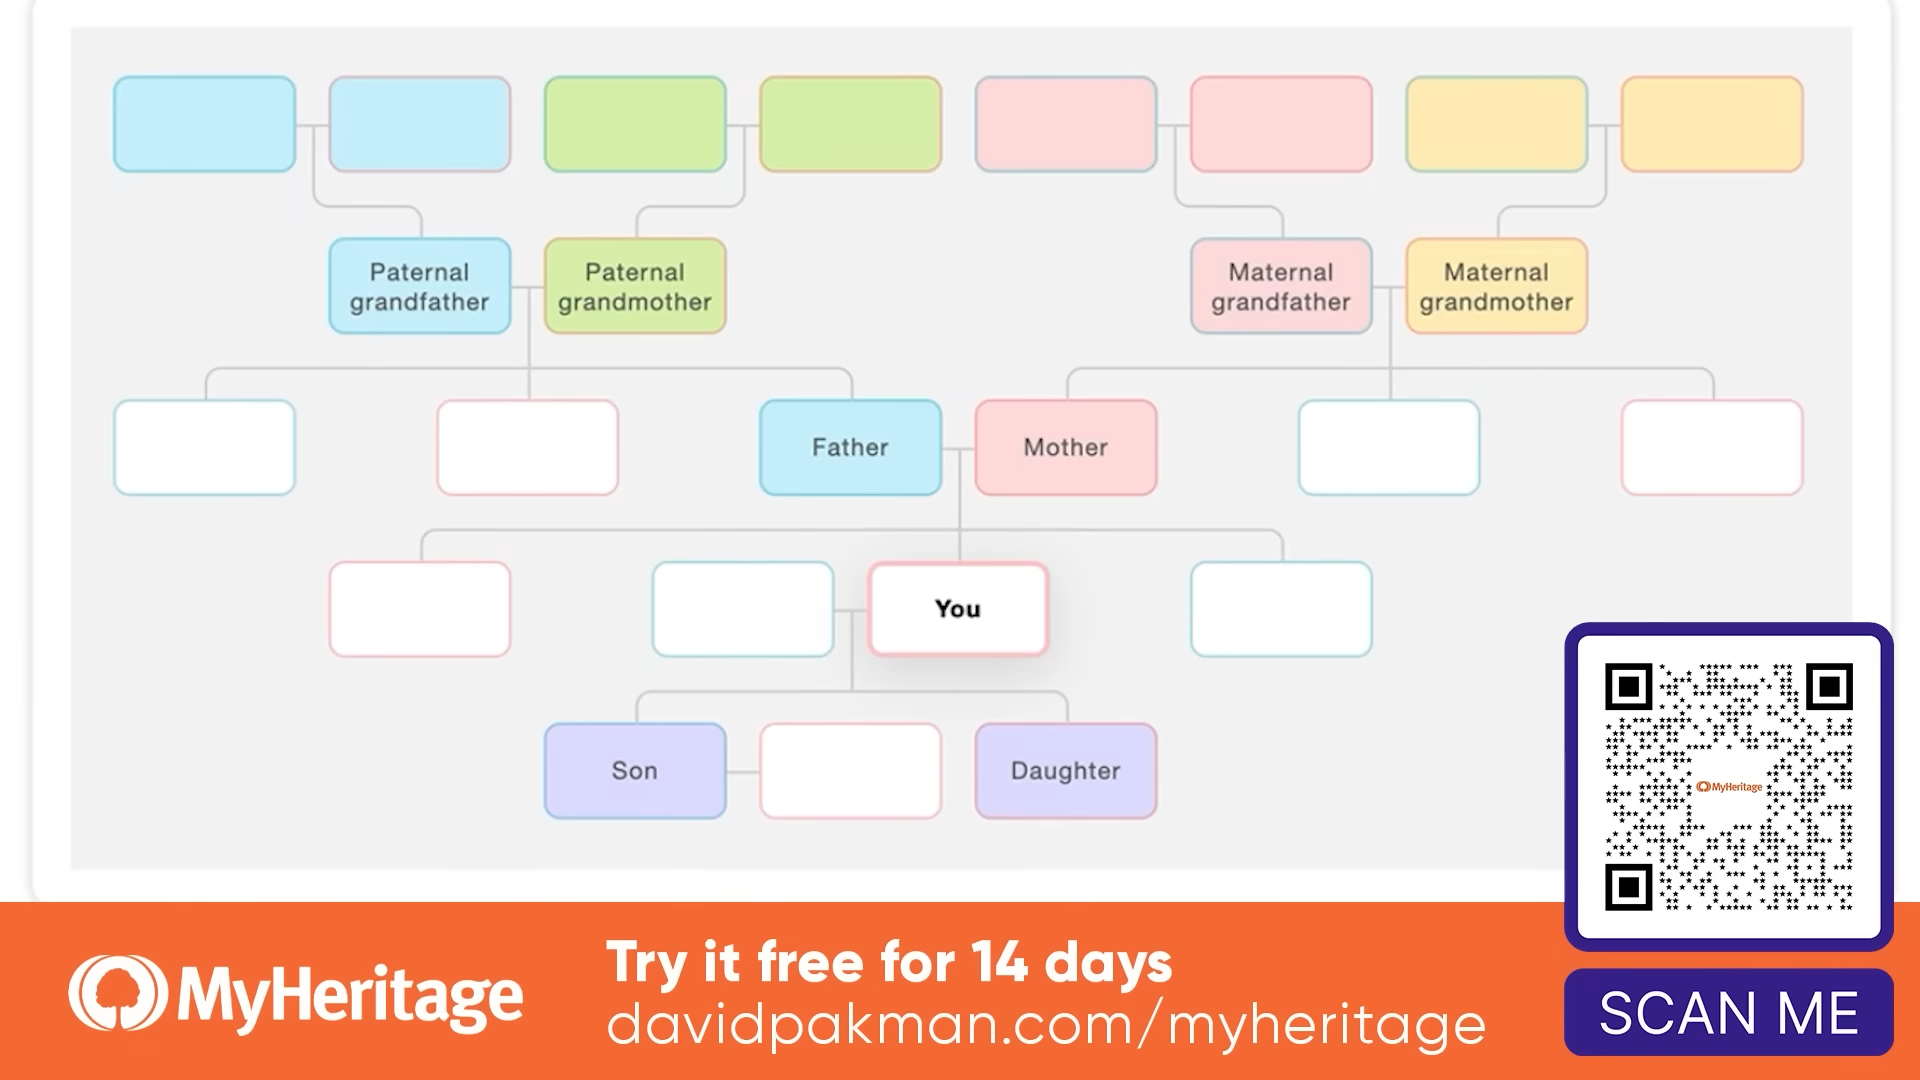 Paternal
grandfather
Paternal
grandmother
Maternal
grandfather
Maternal
grandmother
Father
Mother
You
Son
Daughter
MyHeritage
MyHeritage
Try it free for 14 days
davidpakman.com/myheritage
SCAN ME